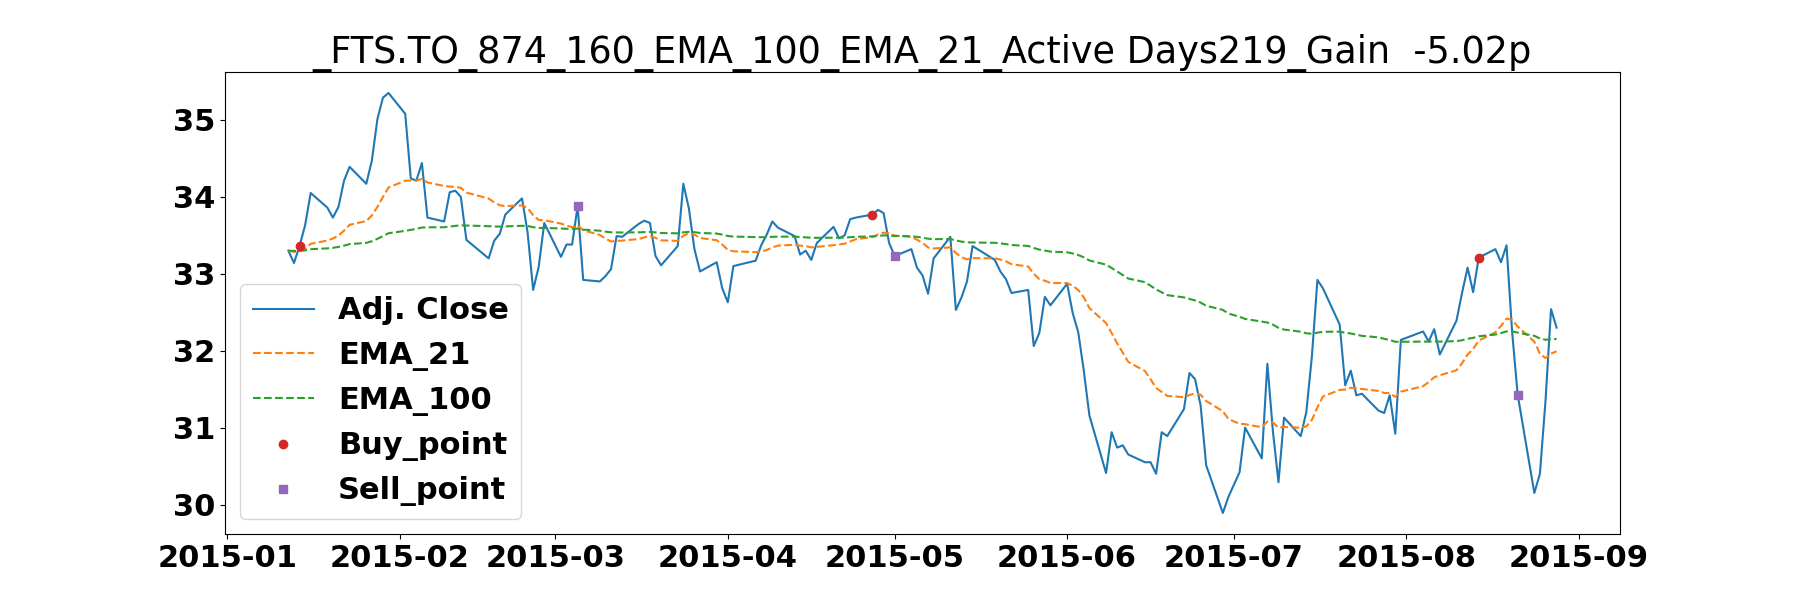 _FTS.TO_874_160_EMA_100_EMA_21_Active Days219_Gain  -5.02p
35
34
33
32
31
30
Adj. Close
EMA_21
EMA_100
Buy_point
Sell_point
2015-01 2015-02 2015-03 2015-04 2015-05 2015-06 2015-07 2015-08 2015-09